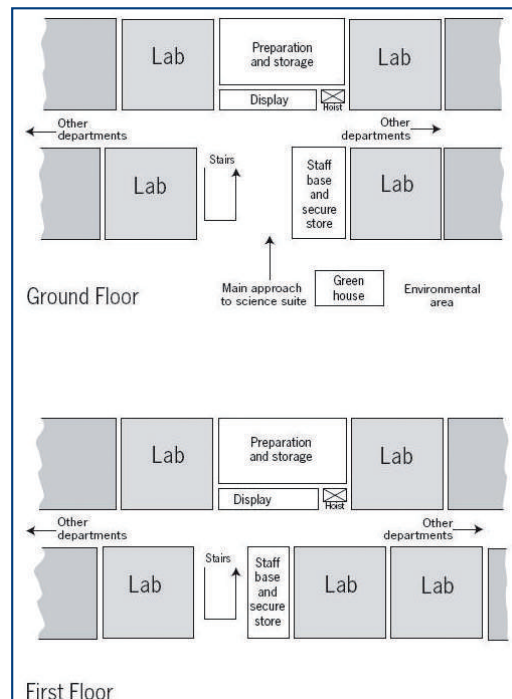 Lab
Preparation
and storage
Lab
Display
Hoist
Other
departments
Other
departments
Lab
Stairs
Staff
base
and
secure
store
Lab
Main approach
to science suite
Green
house
Environmental
area
Ground Floor
Lab
Preparation
and storage
Lab
Display
Hoist
Other
departments
Other
departments
Lab
Stairs
Staff
base
and
secure
store
Lab
Lab
First Floor